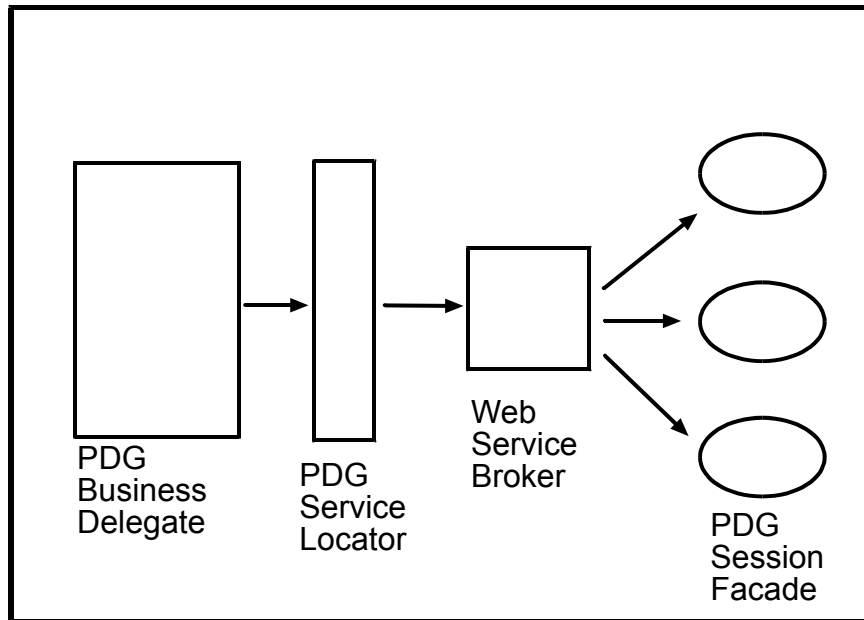 PDG
Business
Delegate
PDG
Service
Locator
Web
Service
Broker
PDG
Session
Facade